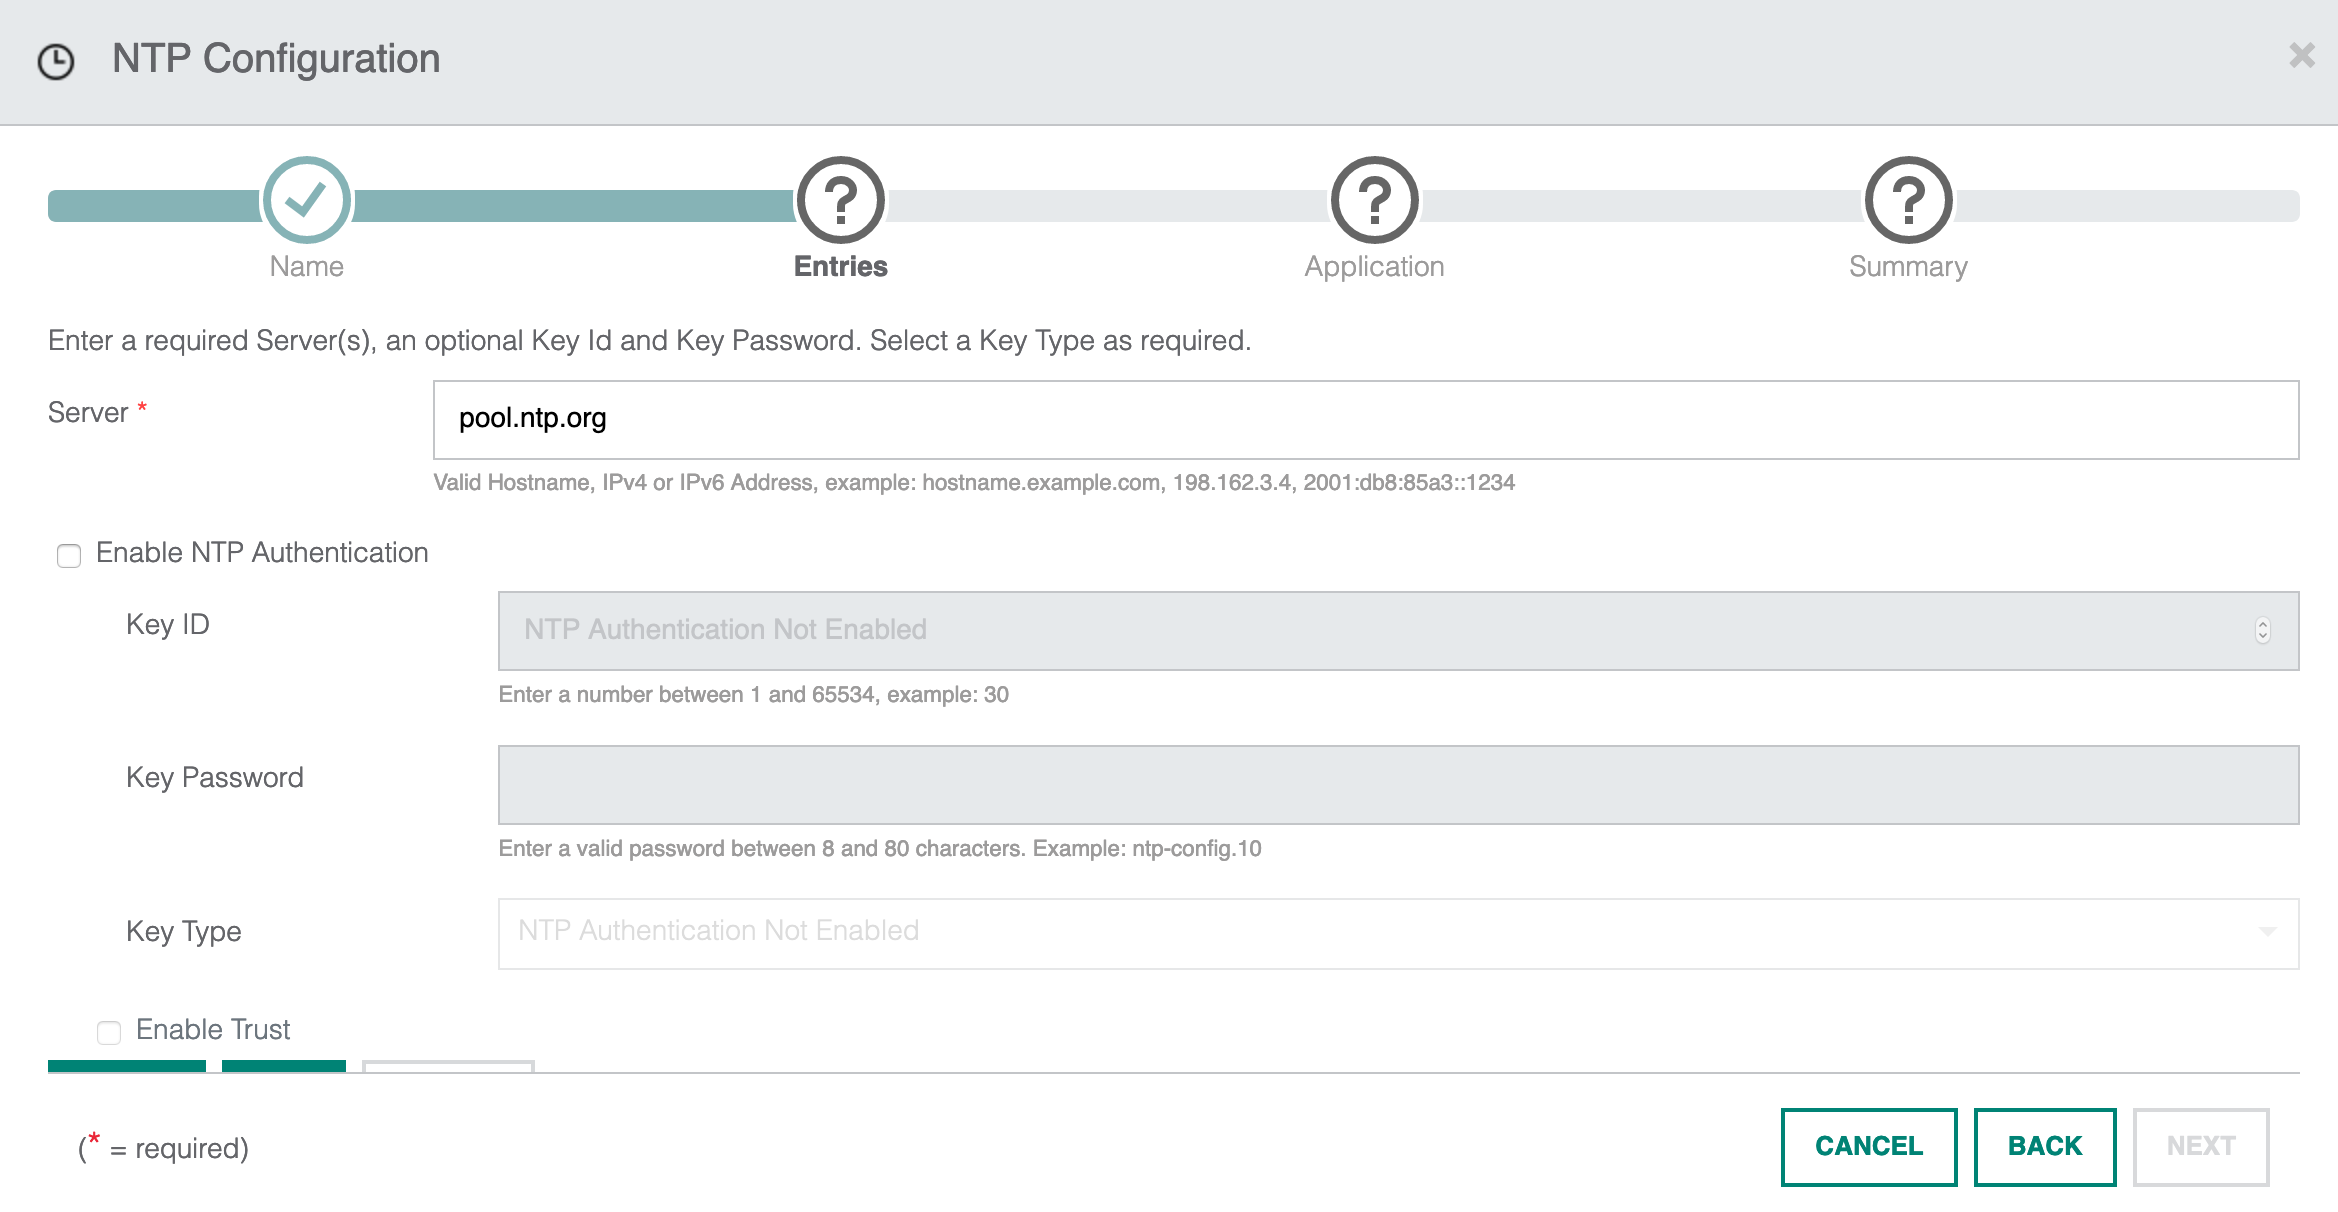 NTP Configuration
Name
Entries
Application
Summary
Enter a required Server(s), an optional Key Id and Key Password. Select a Key Type as required.
Server *
pool.ntp.org
Valid Hostname, IPv4 or IPv6 Address, example: hostname.example.com, 198.162.3.4, 2001:db8:85a3::1234
Enable NTP Authentication
Key ID
NTP Authentication Not Enabled
Enter a number between 1 and 65534, example: 30
Key Password
Enter a valid password between 8 and 80 characters. Example: ntp-config.10
Key Type
NTP Authentication Not Enabled
Enable Trust
(* = required)
CANCEL
BACK
NEXT